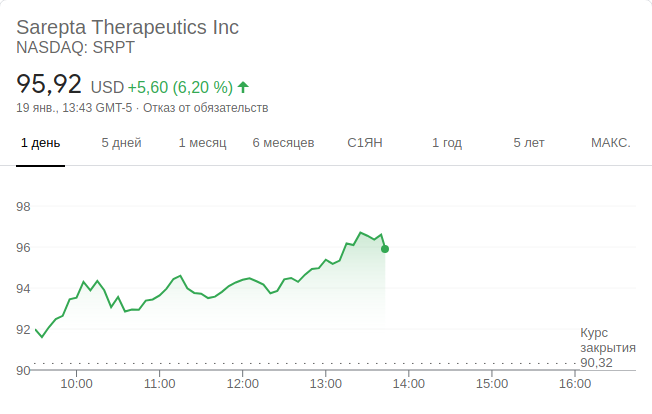 Sarepta Therapeutics Inc
NASDAQ: SRPT
95,92 USD +5,60 (6,20 %)
19 янв., 13:43 GMT-5 · Отказ от обязательств
1 день 5 дней 1 месяц 6 месяцев С1ЯН 1 год 5 лет МАКС.
98
96
94
92
90
Курс
закрытия
90,32
10:00 11:00 12:00 13:00 14:00 15:00 16:00